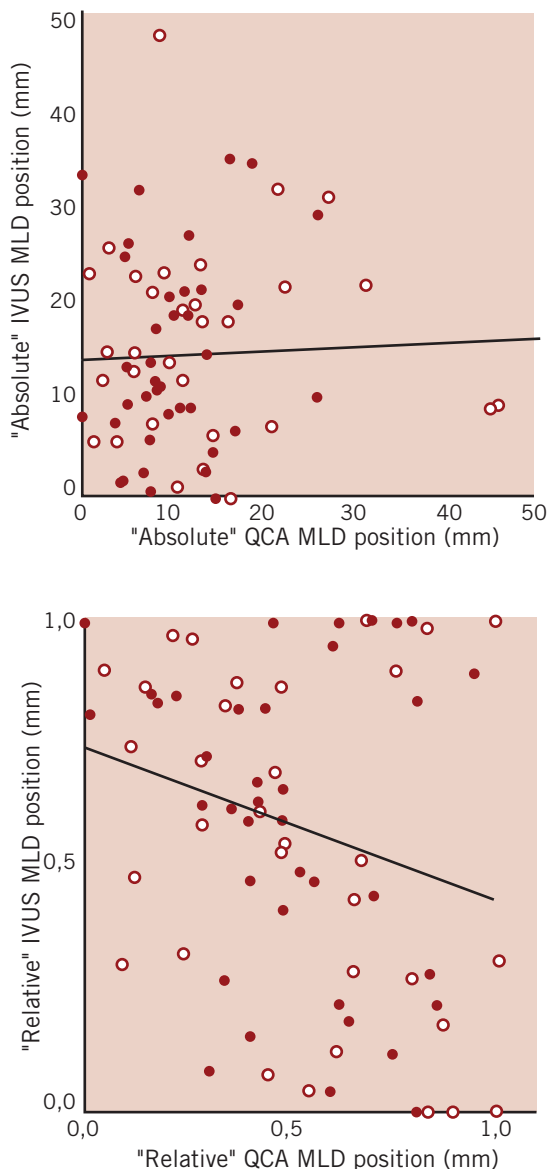 "Absolute" IVUS MLD position (mm)
50
40
30
20
10
0
0 10 20 30 40 50
"Absolute" QCA MLD position (mm)
"Relative" IVUS MLD position (mm)
1,0
0,5
0,0
0,0 0,5 1,0
"Relative" QCA MLD position (mm)